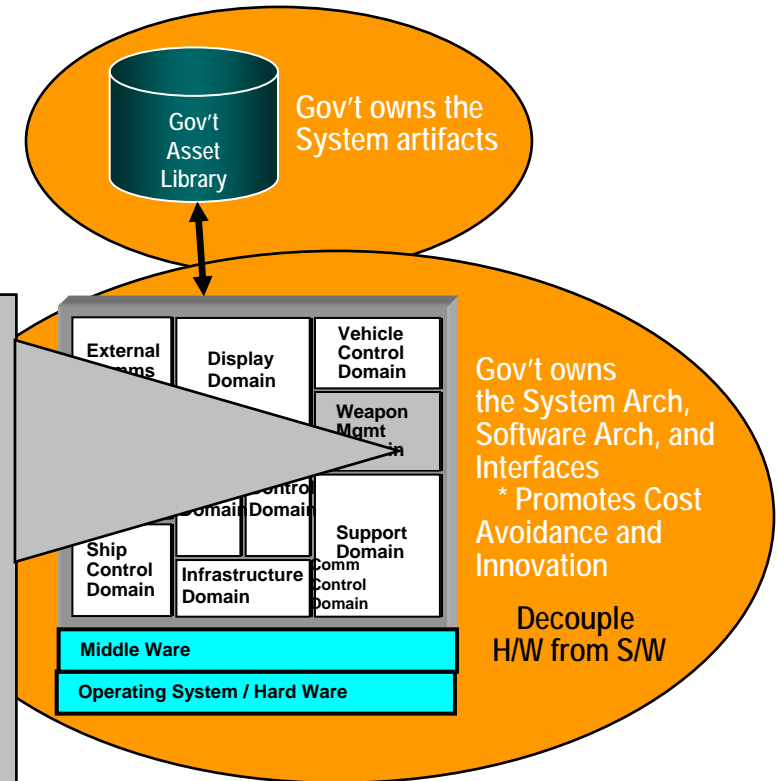 Gov't
Asset
Library
Gov't owns the
System artifacts
External
Display
Domain
Vehicle
Control
Domain
Weapon
Mgmt
Domain
Control
Domain
Ship
Control
Domain
Infrastructure
Domain
Support
Domain
Comm
Control
Domain
Gov't owns
the System Arch,
Software Arch, and
Interfaces
* Promotes Cost
Avoidance and
Innovation
Decouple
H/W from S/W
Middle Ware
Operating System / Hard Ware